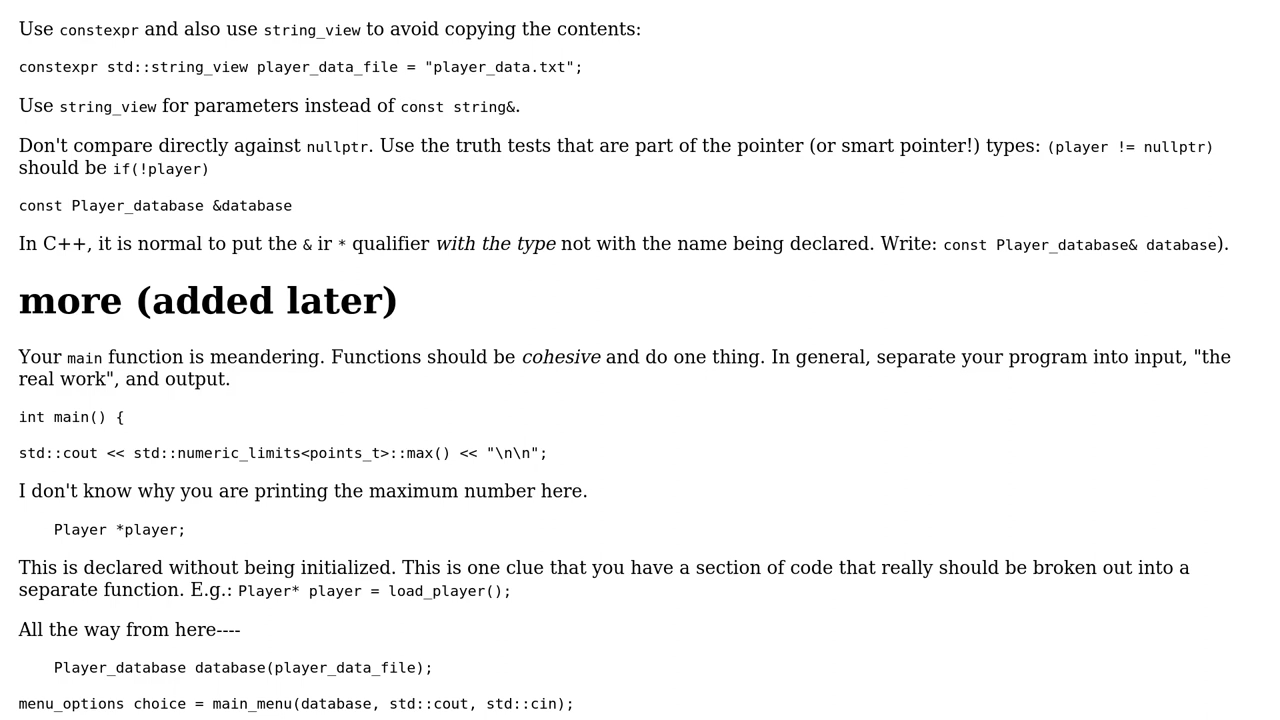 Use constexpr and also use string_view to avoid copying the contents:
constexpr std::string_view player_data_file = "player_data.txt";
Use string_view for parameters instead of const string&.
Don't compare directly against nullptr. Use the truth tests that are part of the pointer (or smart pointer!) types: (player != nullptr)
should be if(!player)
const Player_database &database
In C++, it is normal to put the & ir * qualifier with the type not with the name being declared. Write: const Player_database& database).
more (added later)
Your main function is meandering. Functions should be cohesive and do one thing. In general, separate your program into input, "the
real work", and output.
int main() {
std::cout << std::numeric_limits<points_t>::max() << "\n\n";
I don't know why you are printing the maximum number here.
    Player *player;
This is declared without being initialized. This is one clue that you have a section of code that really should be broken out into a
separate function. E.g.: Player* player = load_player();
All the way from here----
    Player_database database(player_data_file);
menu_options choice = main_menu(database, std::cout, std::cin);